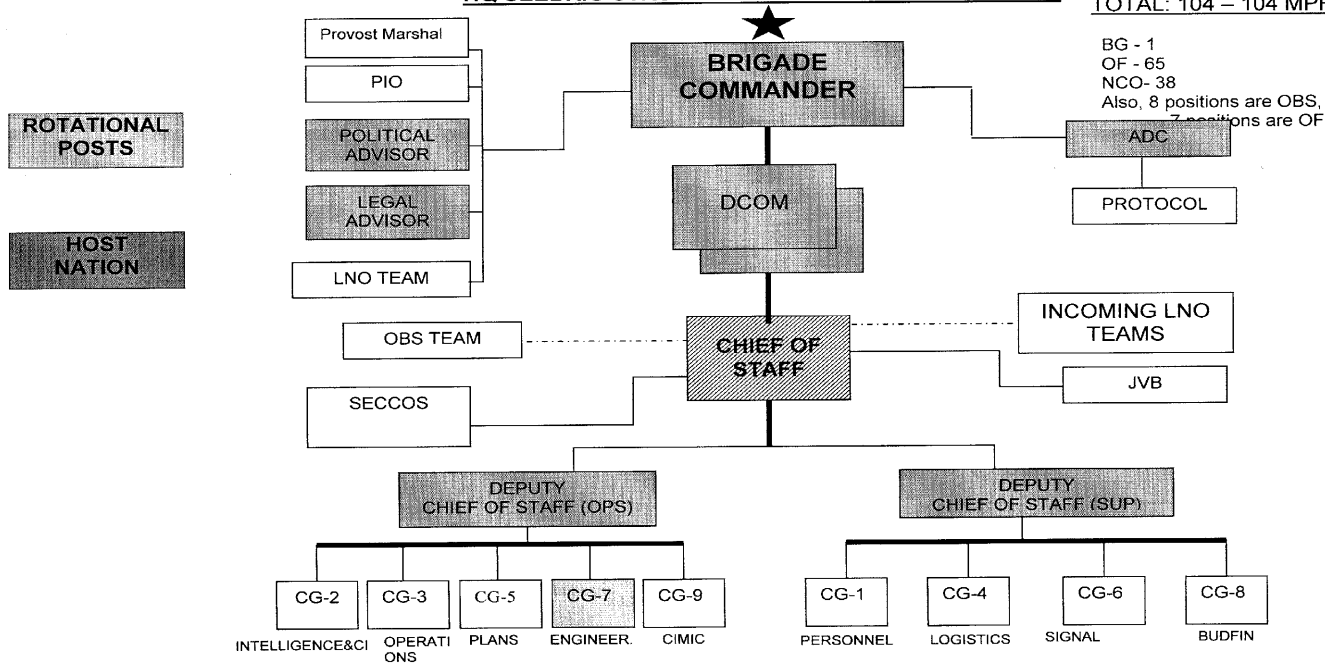 TOTAL: 104 – 104
BG - 1
OF - 65
NCO- 38
Also, 8 positions are OBS,
7 positions are OF
Provost Marshal
PIO
POLITICAL
ADVISOR
LEGAL
ADVISOR
LNO TEAM
BRIGADE
COMMANDER
ADC
PROTOCOL
ROTATIONAL
POSTS
HOST
NATION
DCOM
OBS TEAM
SECCOS
CHIEF OF
STAFF
INCOMING LNO
TEAMS
JVB
DEPUTY
CHIEF OF STAFF (OPS)
DEPUTY
CHIEF OF STAFF (SUP)
CG-2
INTELLIGENCE&CI
CG-3
OPERATI
ONS
CG-5
PLANS
CG-7
ENGINEER.
CG-9
CIMIC
CG-1
PERSONNEL
CG-4
LOGISTICS
CG-6
SIGNAL
CG-8
BUDFIN